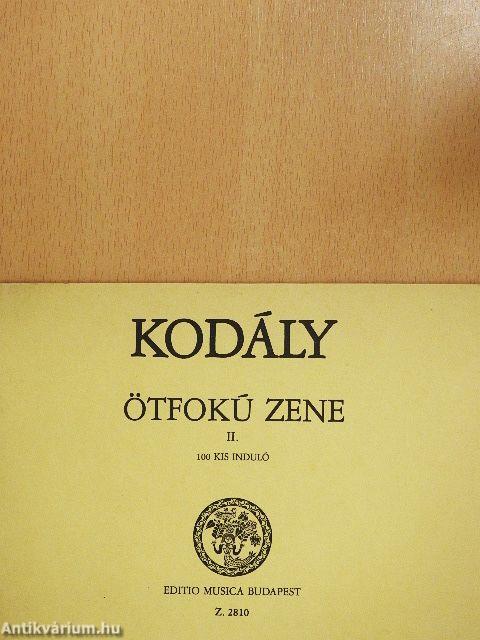 KODÁLY
ÖTFOKÚ ZENE
II.
100 KIS INDULÓ
EDITIO MUSICA BUDAPEST
Z. 2810
Antikvárium.hu